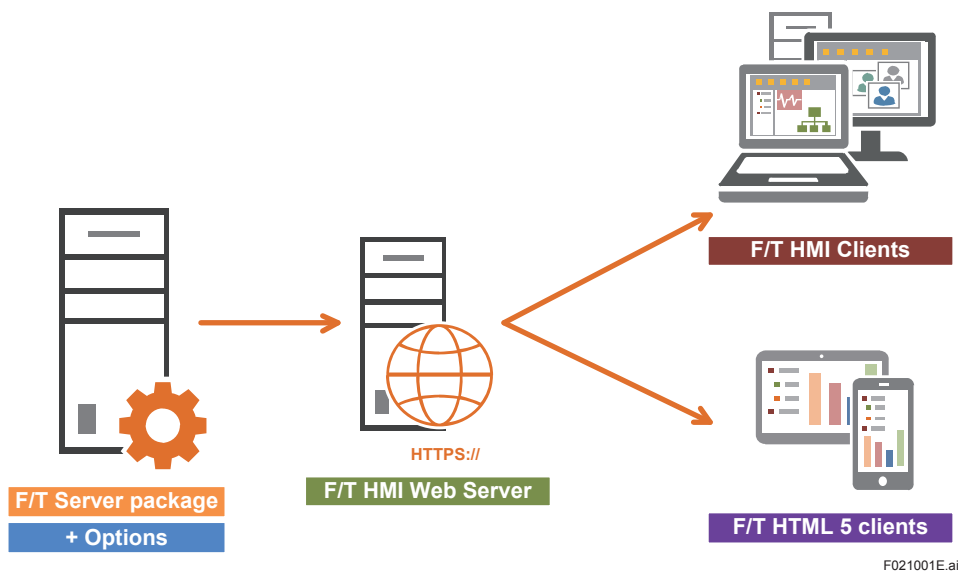 F/T HMI Clients
HTTPS://
F/T Server package
+ Options
F/T HMI Web Server
F/T HTML 5 clients
F021001E.ai